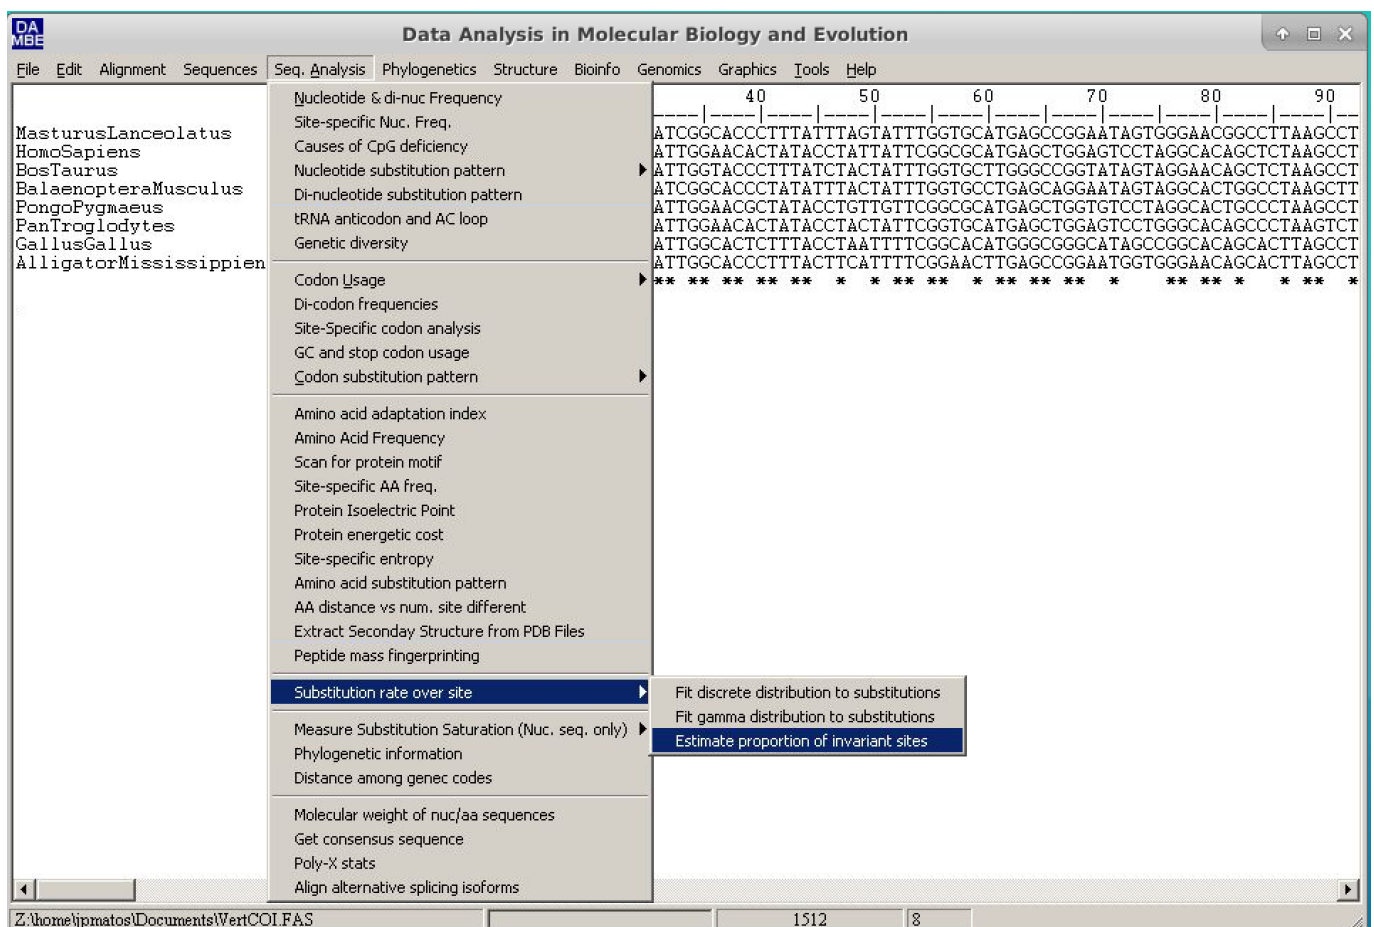 DA
MBE
Data Analysis in Molecular Biology and Evolution
File Edit Alignment Sequences Seq. Analysis Phylogenetics Structure Bioinfo Genomics Graphics Tools Help
40 50 60 70 80 90
----|----|----|----|----|----|----|----|----|----|----|----|--
MasturusLanceolatus ATCGGCACCCTTTATTTAGTATTTGGTGCATGAGCCGGAATAGTGGGAACGGCCTTAAGCCT
HomoSapiens ATTGGAACACTATACCTATTATTCGGCGCATGAGCTGGAGTCCTAGGCACAGCTCTAAGCCT
BosTaurus ATTGGTACCCTTTATCTACTATTTGGTGCTTGGGCCGGTATAGTAGGAACAGCTCTAAGCCT
BalaenopteraMusculus ATCGGCACCCTATATTTACTATTTGGTGCCTGAGCAGGAATAGTAGGCACTGGCCTAAGCTT
PongoPygmaeus ATTGGAACGCTATACCTGTTGTTCGGCGCATGAGCTGGTGTCCTAGGCACTGCCCTAAGCCT
PanTroglodytes ATTGGAACACTATACCTACTATTCGGTGCATGAGCTGGAGTCCTGGGCACAGCCCTAAGTCT
GallusGallus ATTGGCACTCTTTACCTAATTTTCGGCACATGGGCGGGCATAGCCGGCACAGCACTTAGCCT
AlligatorMississippien ATTGGCACCCTTTACTTCATTTTCGGAACTTGAGCCGGAATGGTGGGAACAGCACTTAGCCT
** ** ** ** ** * * ** ** * ** ** ** * ** ** * * ** *
Nucleotide & di-nuc Frequency
Site-specific Nuc. Freq.
Causes of CpG deficiency
Nucleotide substitution pattern
Di-nucleotide substitution pattern
tRNA anticodon and AC loop
Genetic diversity
Codon Usage
Di-codon frequencies
Site-Specific codon analysis
GC and stop codon usage
Codon substitution pattern
Amino acid adaptation index
Amino Acid Frequency
Scan for protein motif
Site-specific AA freq.
Protein Isoelectric Point
Protein energetic cost
Site-specific entropy
Amino acid substitution pattern
AA distance vs num. site different
Extract Seconday Structure from PDB Files
Peptide mass fingerprinting
Substitution rate over site
Fit discrete distribution to substitutions
Fit gamma distribution to substitutions
Estimate proportion of invariant sites
Measure Substitution Saturation (Nuc. seq. only)
Phylogenetic information
Distance among genec codes
Molecular weight of nuc/aa sequences
Get consensus sequence
Poly-X stats
Align alternative splicing isoforms
Z:\home\jpmatos\Documents\VertCOI.FAS 1512 8